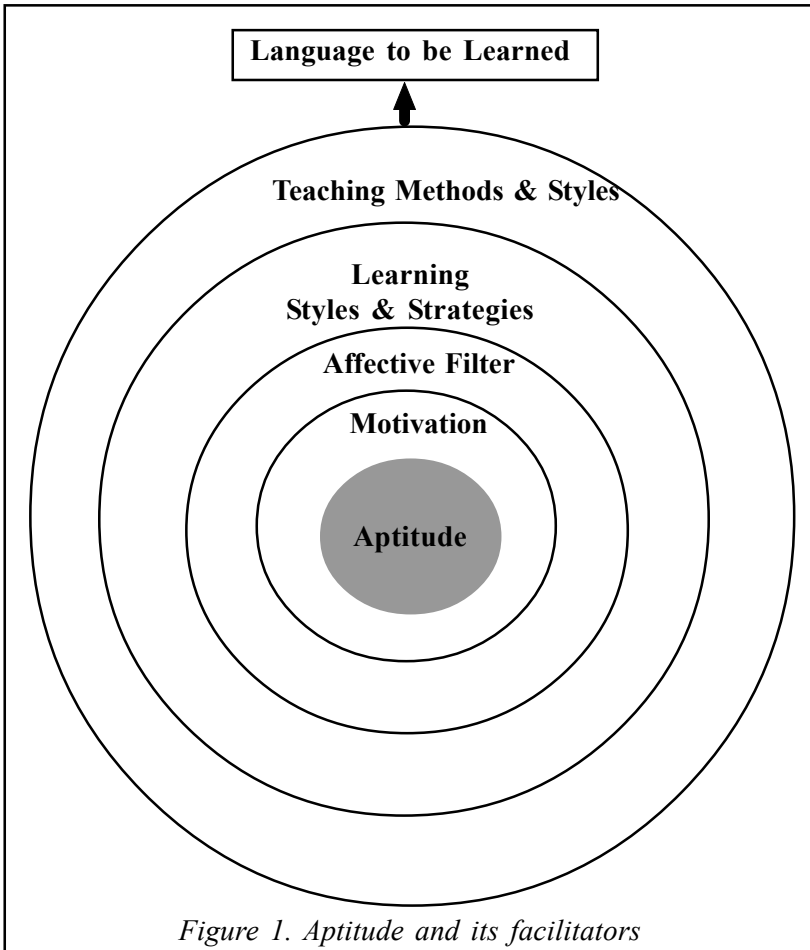 Language to be Learned
Teaching Methods & Styles
Learning
Styles & Strategies
Affective Filter
Motivation
Aptitude
Figure 1. Aptitude and its facilitators